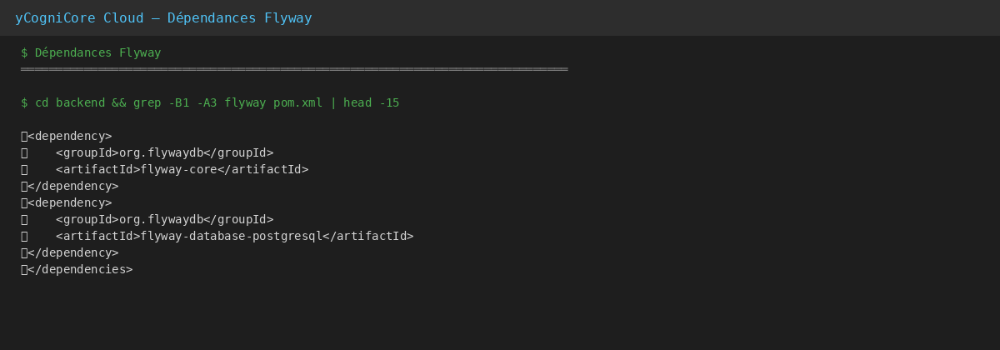 yCogniCore Cloud — Dépendances Flyway
$ Dépendances Flyway
══════════════════════════════════════════════════════════════════════════════
$ cd backend && grep -B1 -A3 flyway pom.xml | head -15
<dependency>
    <groupId>org.flywaydb</groupId>
    <artifactId>flyway-core</artifactId>
</dependency>
<dependency>
    <groupId>org.flywaydb</groupId>
    <artifactId>flyway-database-postgresql</artifactId>
</dependency>
</dependencies>